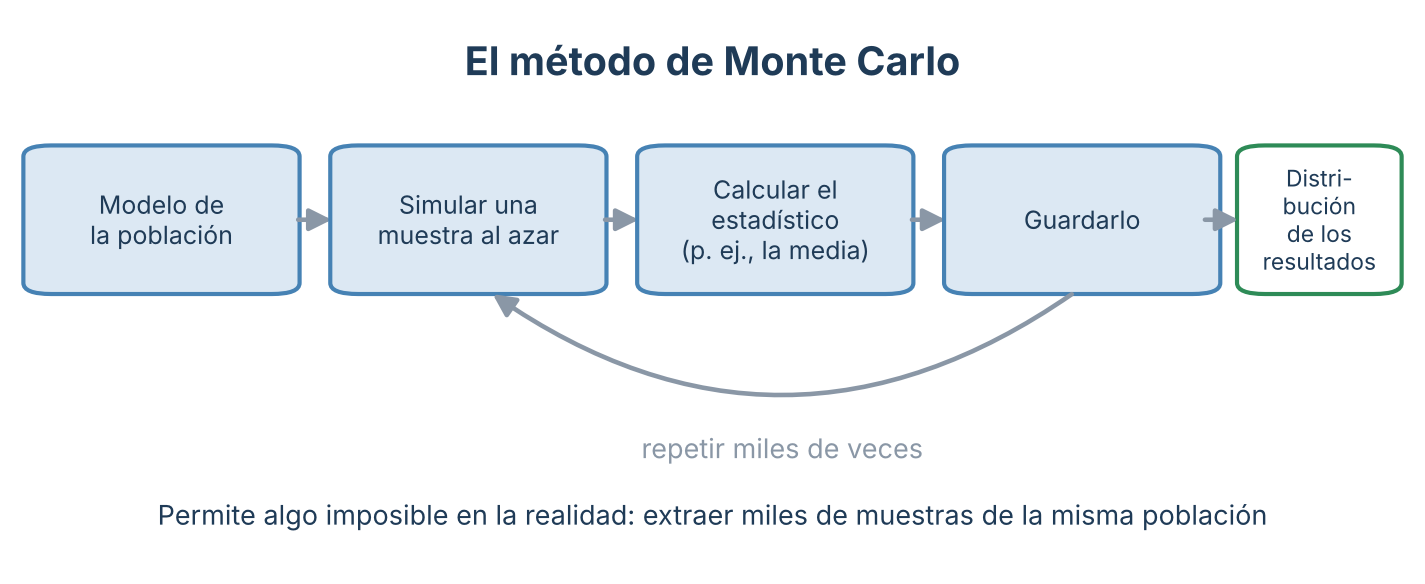 El método de Monte Carlo
Modelo de
la población
Simular una
muestra al azar
Calcular el
estadístico
(p. ej., la media)
Guardarlo
Distri-
bución
de los
resultados
repetir miles de veces
Permite algo imposible en la realidad: extraer miles de muestras de la misma población